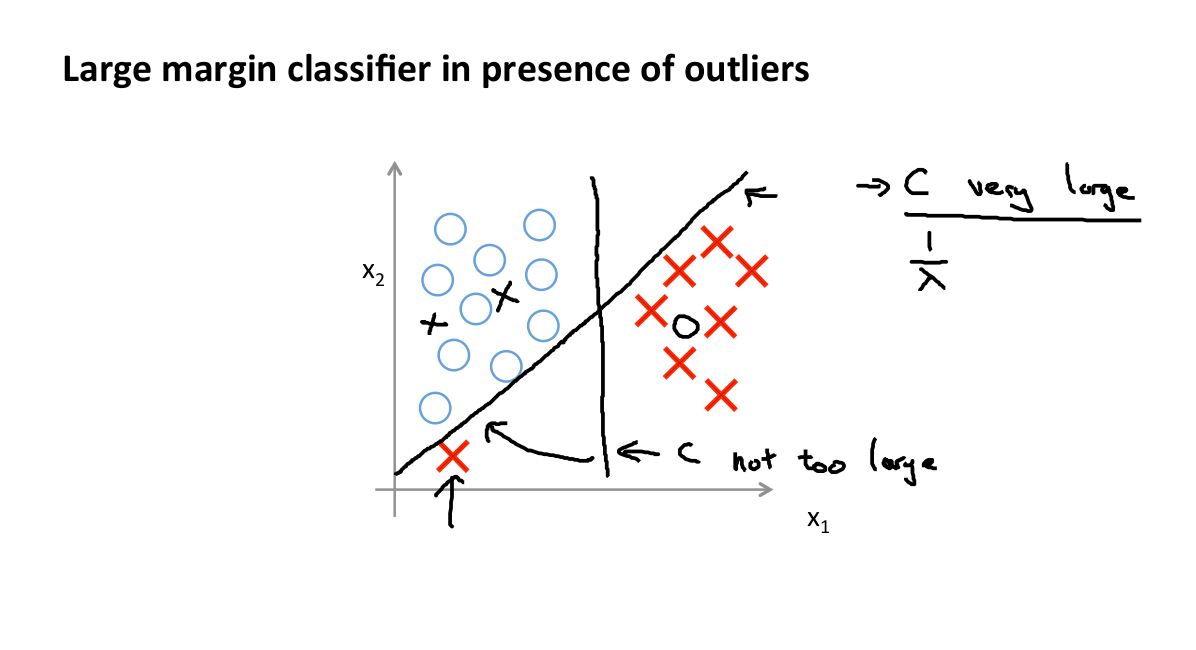 Large margin classifier in presence of outliers
→ C very large
1
λ
x₂
← C not too large
x₁